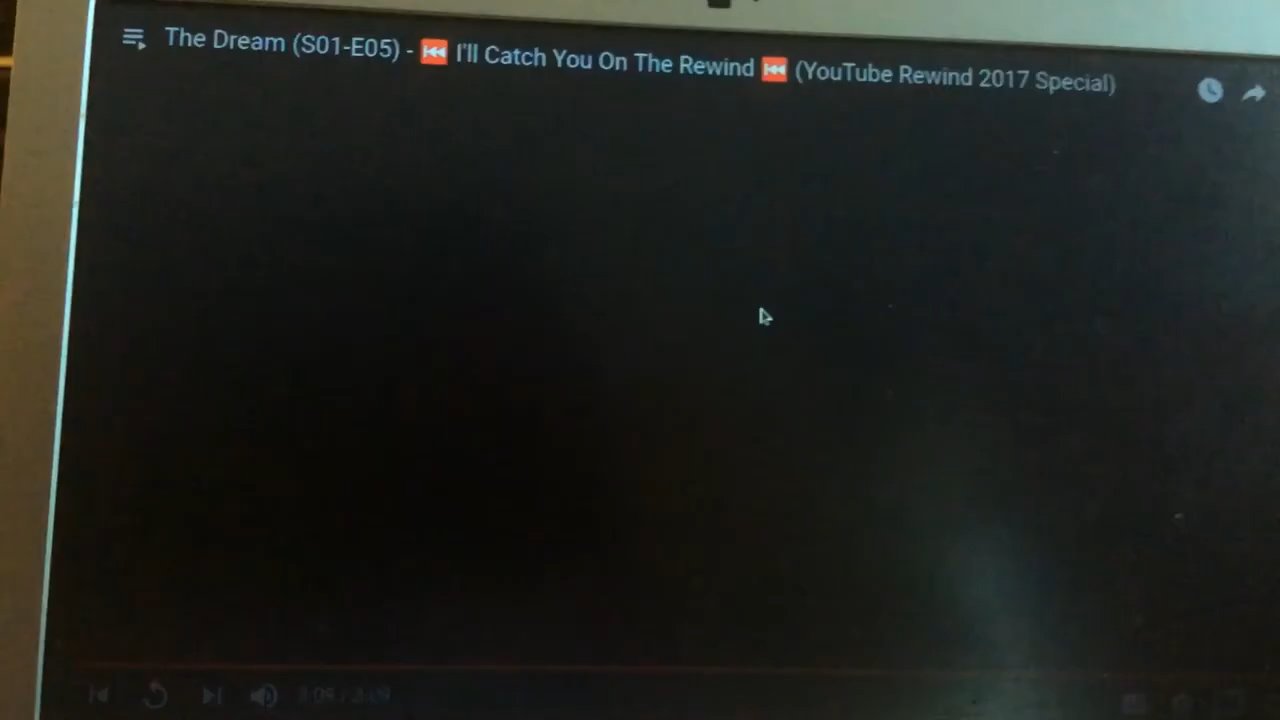 The Dream (S01-E05) - ⏮ I'll Catch You On The Rewind ⏮ (YouTube Rewind 2017 Special)